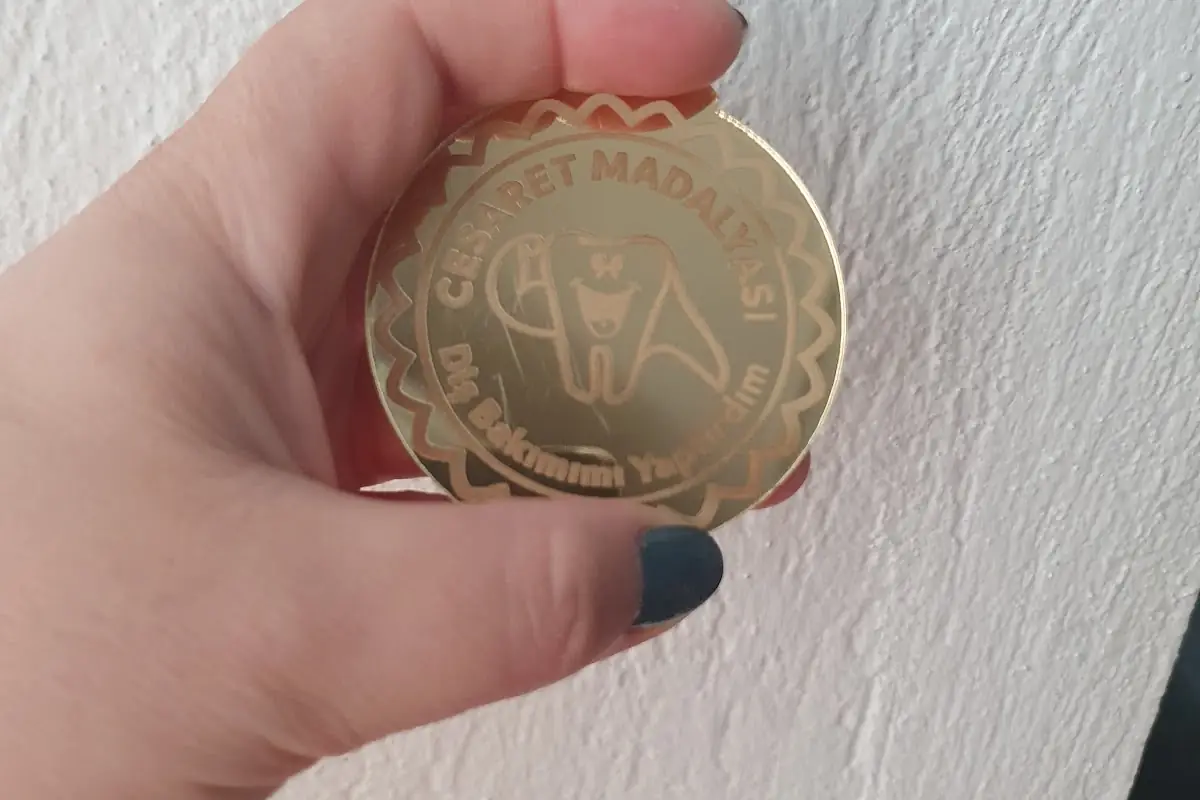 CESARET MADALYASI
Diş Bakımımı Yaptırdım